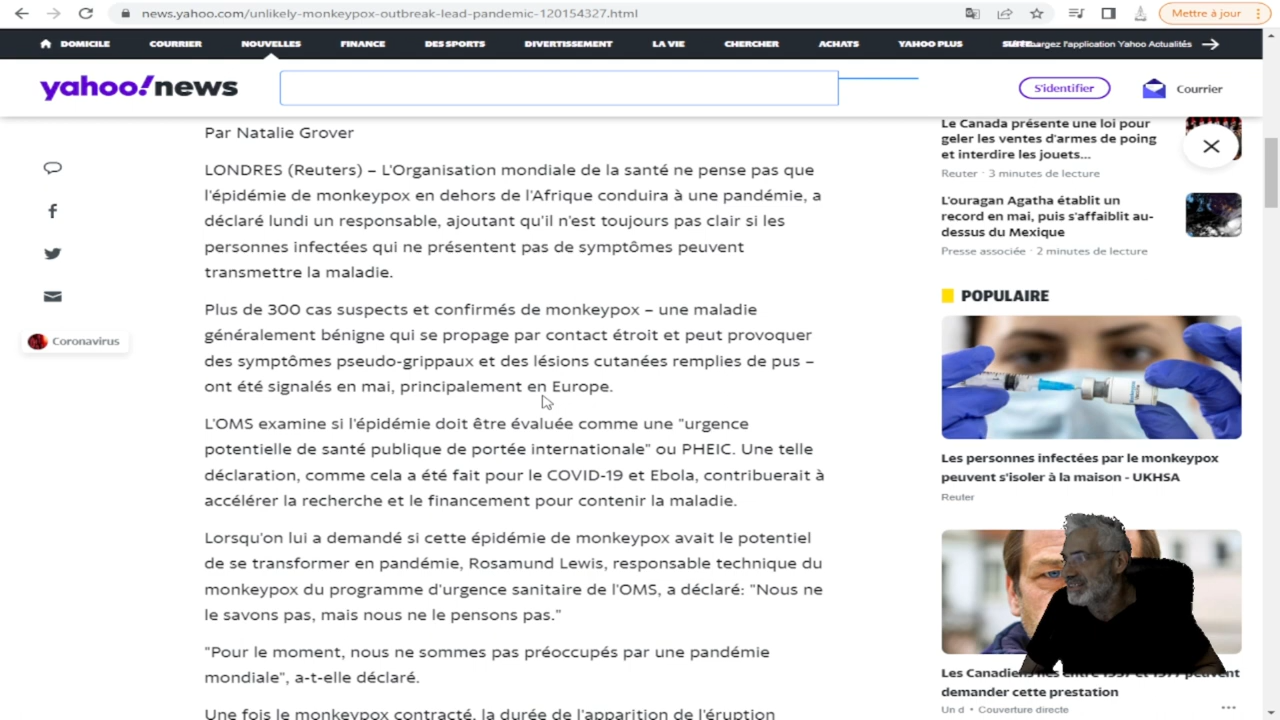 news.yahoo.com/unlikely-monkeypox-outbreak-lead-pandemic-120154327.html
Mettre à jour
DOMICILE
COURRIER
NOUVELLES
FINANCE
DES SPORTS
DIVERTISSEMENT
LA VIE
CHERCHER
ACHATS
YAHOO PLUS
l'application Yahoo Actualités
yahoo!news
S'identifier
Courrier
Par Natalie Grover
LONDRES (Reuters) – L'Organisation mondiale de la santé ne pense pas que
l'épidémie de monkeypox en dehors de l'Afrique conduira à une pandémie, a
déclaré lundi un responsable, ajoutant qu'il n'est toujours pas clair si les
personnes infectées qui ne présentent pas de symptômes peuvent
transmettre la maladie.
Plus de 300 cas suspects et confirmés de monkeypox – une maladie
généralement bénigne qui se propage par contact étroit et peut provoquer
des symptômes pseudo-grippaux et des lésions cutanées remplies de pus –
ont été signalés en mai, principalement en Europe.
L'OMS examine si l'épidémie doit être évaluée comme une "urgence
potentielle de santé publique de portée internationale" ou PHEIC. Une telle
déclaration, comme cela a été fait pour le COVID-19 et Ebola, contribuerait à
accélérer la recherche et le financement pour contenir la maladie.
Lorsqu'on lui a demandé si cette épidémie de monkeypox avait le potentiel
de se transformer en pandémie, Rosamund Lewis, responsable technique du
monkeypox du programme d'urgence sanitaire de l'OMS, a déclaré: "Nous ne
le savons pas, mais nous ne le pensons pas."
"Pour le moment, nous ne sommes pas préoccupés par une pandémie
mondiale", a-t-elle déclaré.
Une fois le monkeypox contracté, la durée de l'apparition de l'éruption
Coronavirus
Le Canada présente une loi pour
geler les ventes d'armes de poing
et interdire les jouets...
Reuter · 3 minutes de lecture
L'ouragan Agatha établit un
record en mai, puis s'affaiblit au-
dessus du Mexique
Presse associée · 2 minutes de lecture
POPULAIRE
Les personnes infectées par le monkeypox
peuvent s'isoler à la maison - UKHSA
Reuter
Les Canadiens nés entre 1937 et 1977 peuvent
demander cette prestation
Un d • Couverture directe